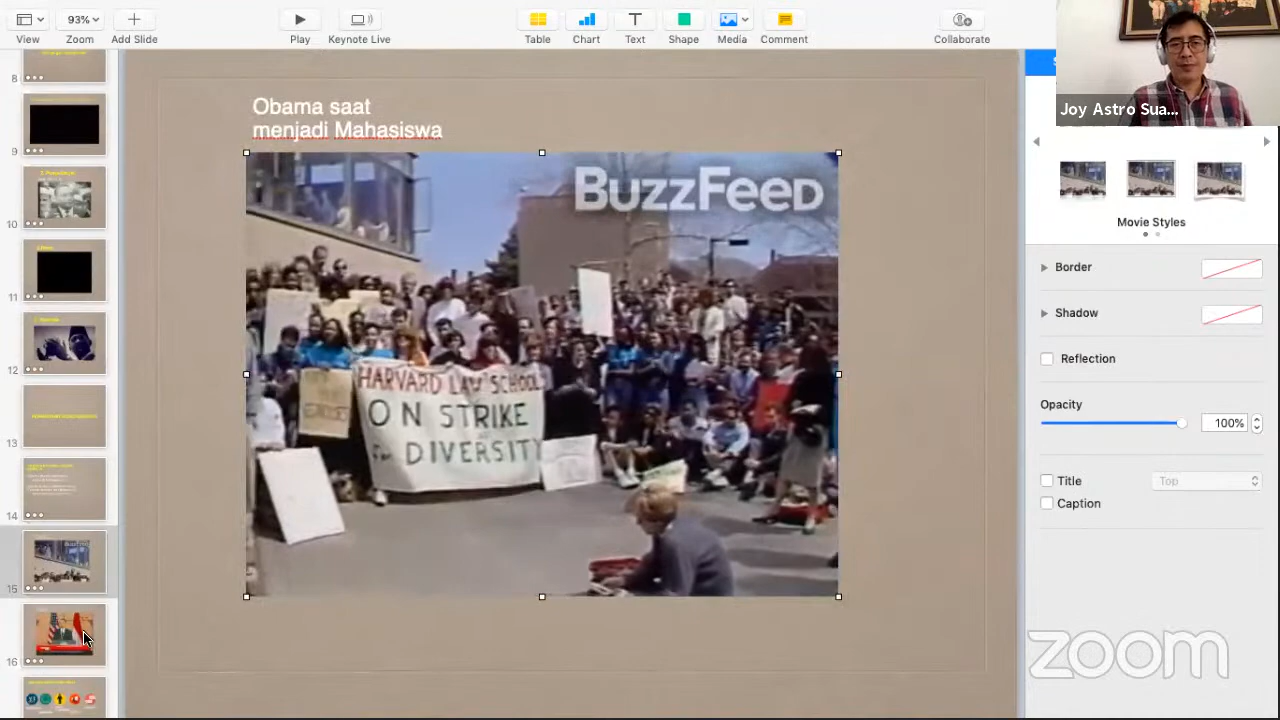 93%
View
Zoom
Add Slide
Play
Keynote Live
Table
Chart
Text
Shape
Media
Comment
Collaborate
Joy Astro Sua...
8
9
10
11
12
13
14
15
16
Obama saat
menjadi Mahasiswa
BuzzFeed
HARVARD LAW SCHOOL
ON STRIKE
for DIVERSITY
Movie Styles
Border
Shadow
Reflection
Opacity
100%
Title
Top
Caption
zoom